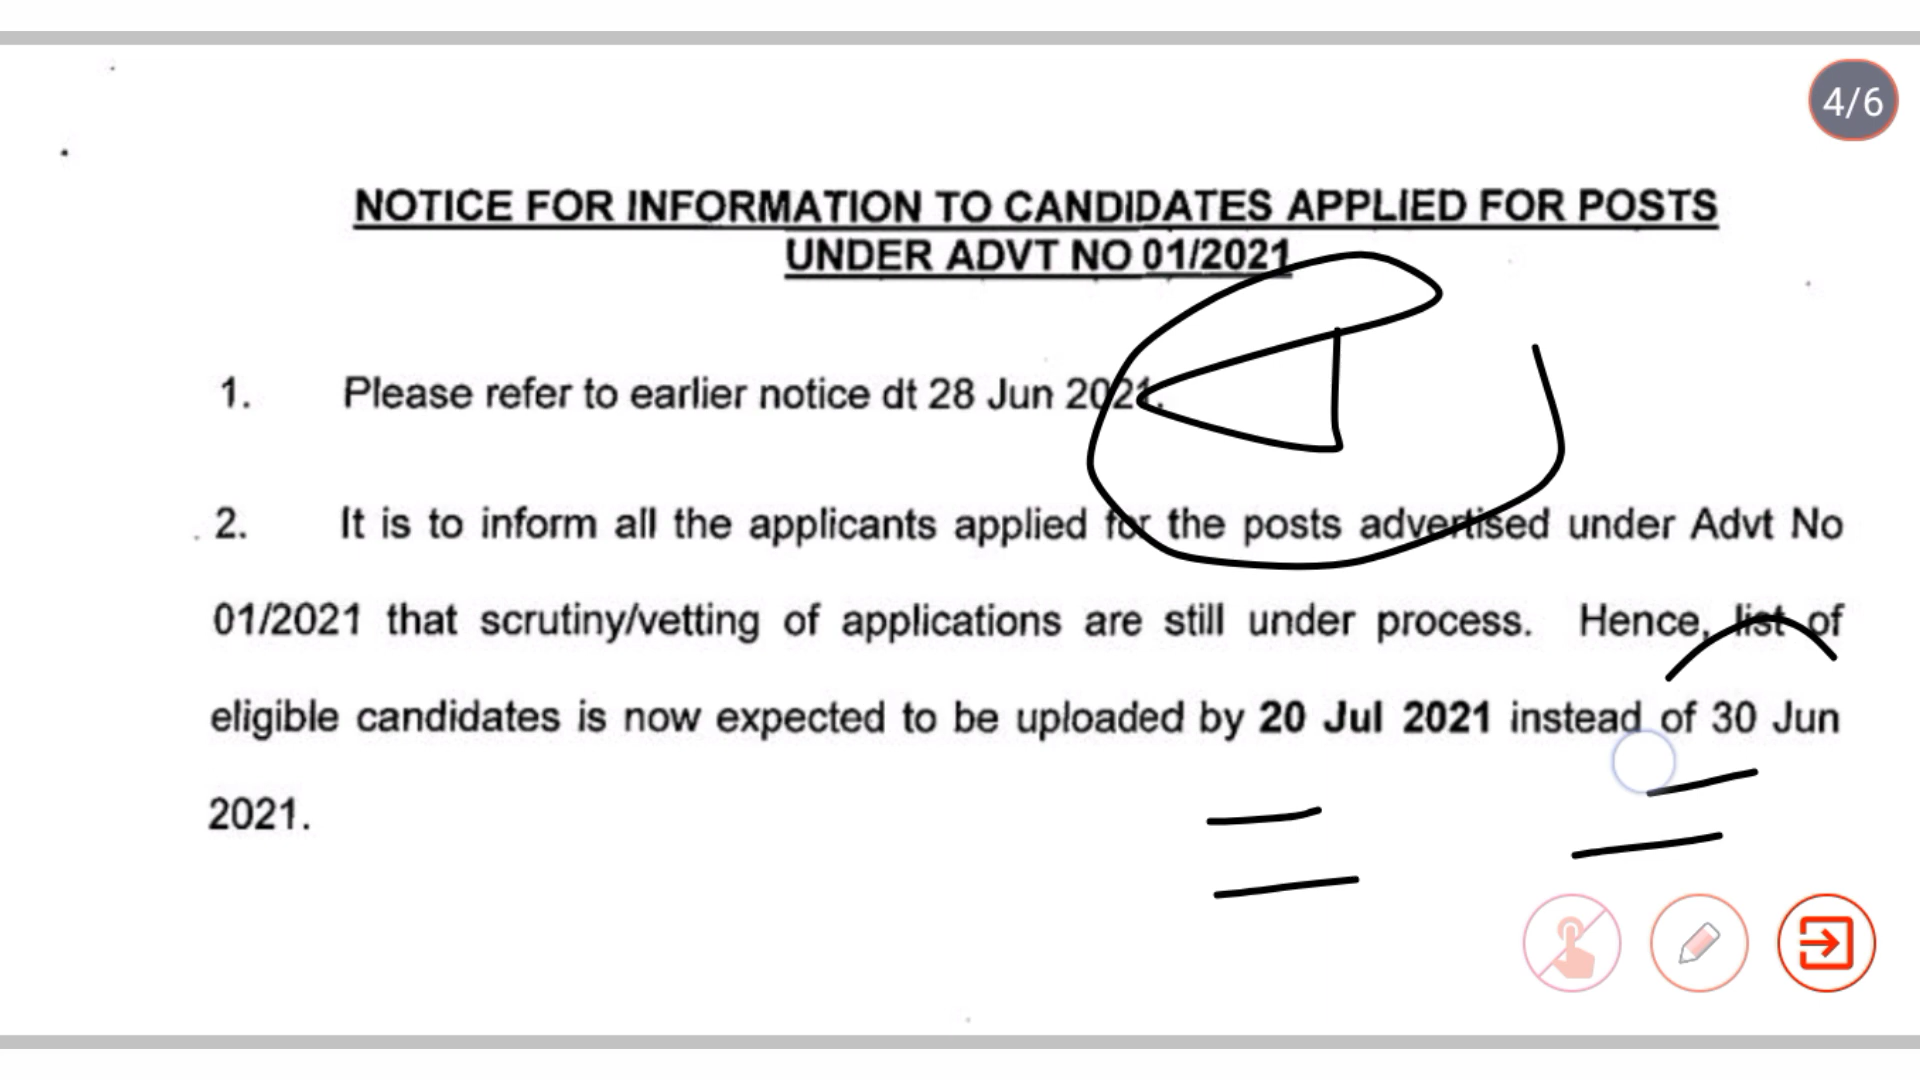 4/6
NOTICE FOR INFORMATION TO CANDIDATES APPLIED FOR POSTS
UNDER ADVT NO 01/2021
1. Please refer to earlier notice dt 28 Jun 2021.
2. It is to inform all the applicants applied for the posts advertised under Advt No
01/2021 that scrutiny/vetting of applications are still under process. Hence, list of
eligible candidates is now expected to be uploaded by 20 Jul 2021 instead of 30 Jun
2021.